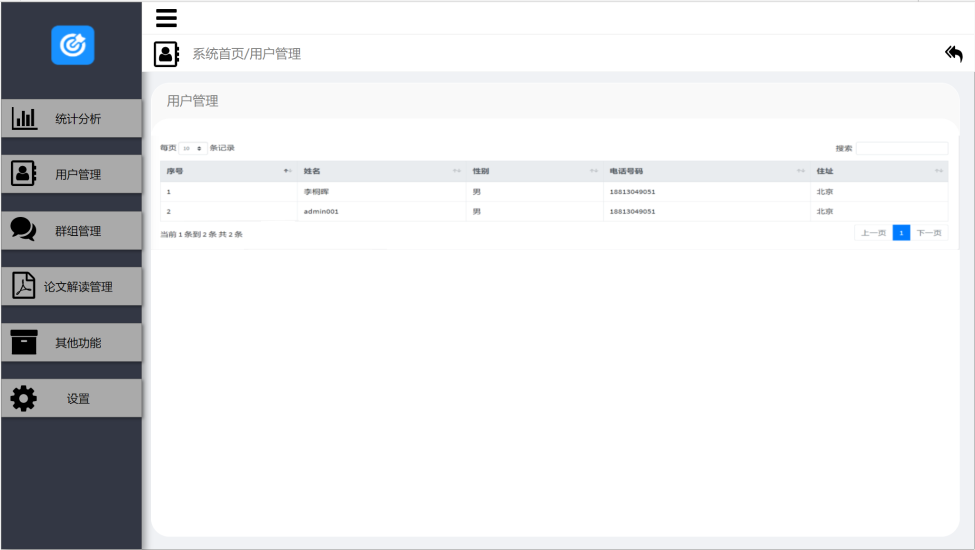 系统首页/用户管理
用户管理
统计分析
用户管理
群组管理
论文解读管理
其他功能
设置
每页 10 条记录
搜索
序号 姓名 性别 电话号码 住址
1 李桐晖 男 18813049051 北京
2 admin001 男 18813049051 北京
当前 1 条到 2 条 共 2 条
上一页 1 下一页